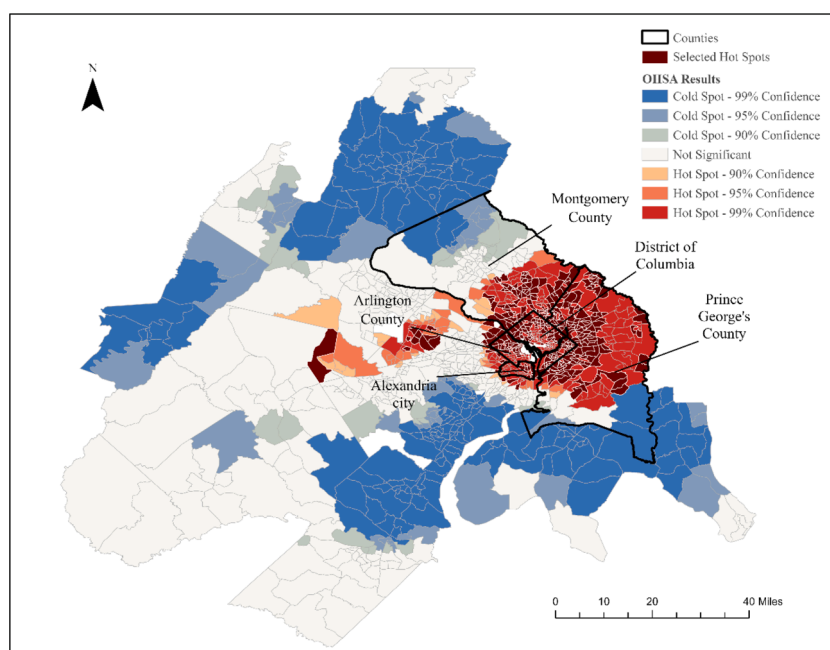 N
Counties
Selected Hot Spots
OHSA Results
Cold Spot - 99% Confidence
Cold Spot - 95% Confidence
Cold Spot - 90% Confidence
Not Significant
Hot Spot - 90% Confidence
Hot Spot - 95% Confidence
Hot Spot - 99% Confidence
Montgomery
County
District of
Columbia
Prince
George's
County
Arlington
County
Alexandria
city
0 10 20 40 Miles